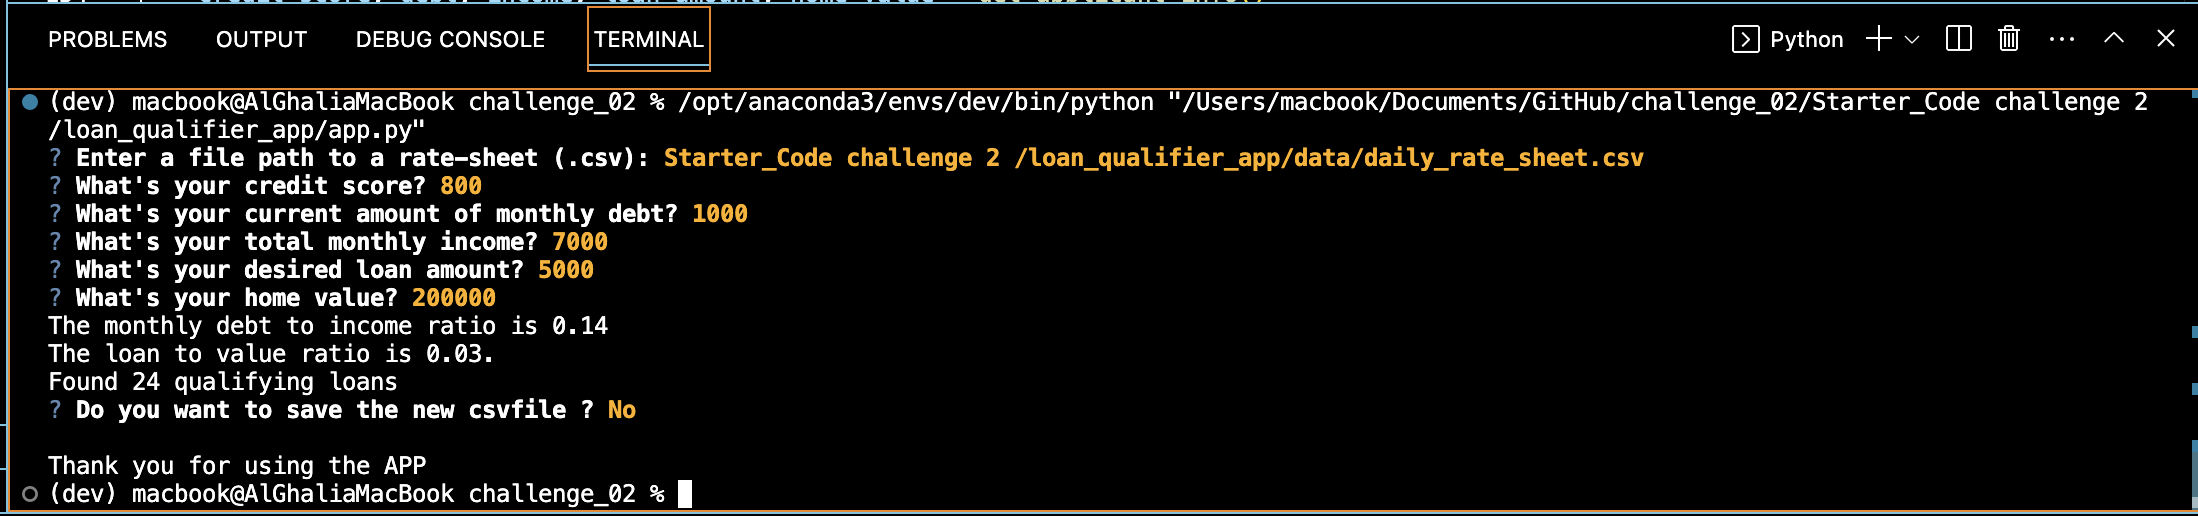 PROBLEMS OUTPUT DEBUG CONSOLE TERMINAL Python
(dev) macbook@AlGhaliaMacBook challenge_02 % /opt/anaconda3/envs/dev/bin/python "/Users/macbook/Documents/GitHub/challenge_02/Starter_Code challenge 2
/loan_qualifier_app/app.py"
? Enter a file path to a rate-sheet (.csv): Starter_Code challenge 2 /loan_qualifier_app/data/daily_rate_sheet.csv
? What's your credit score? 800
? What's your current amount of monthly debt? 1000
? What's your total monthly income? 7000
? What's your desired loan amount? 5000
? What's your home value? 200000
The monthly debt to income ratio is 0.14
The loan to value ratio is 0.03.
Found 24 qualifying loans
? Do you want to save the new csvfile ? No
Thank you for using the APP
(dev) macbook@AlGhaliaMacBook challenge_02 %